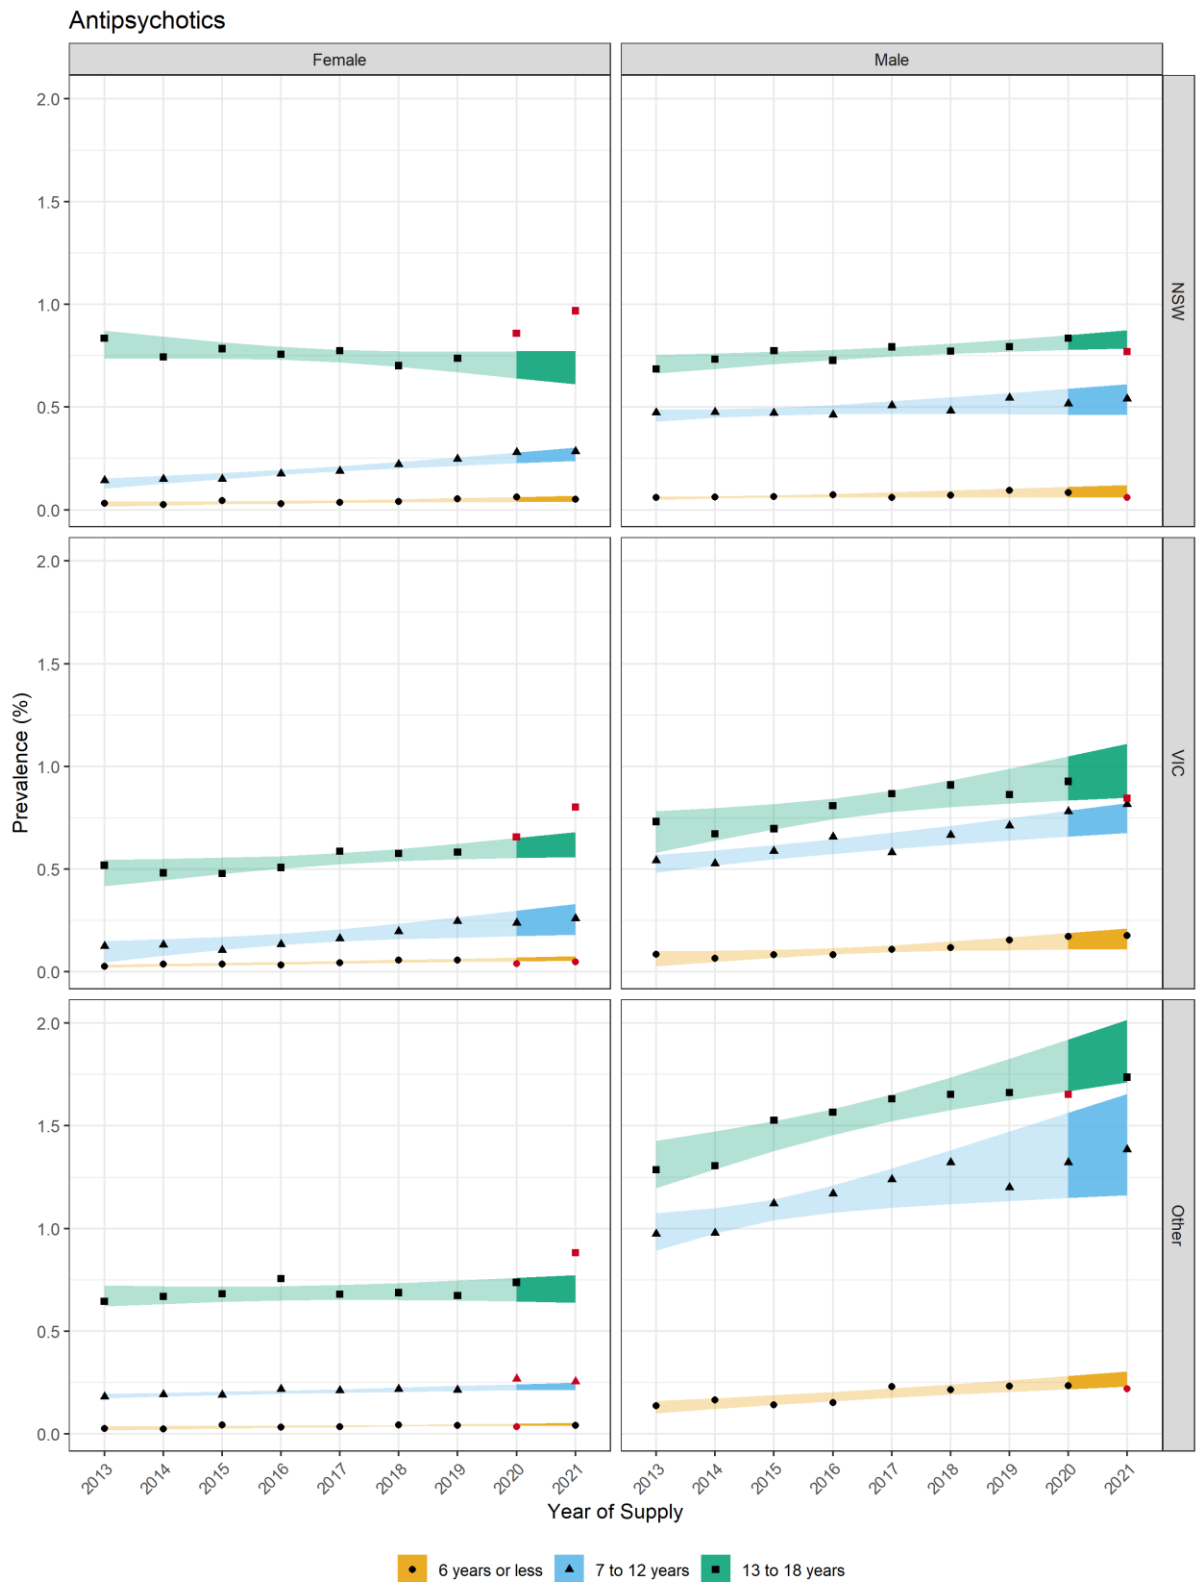 Antipsychotics
Female
Male
2.0
1.5
1.0
0.5
0.0
NSW
2.0
1.5
1.0
0.5
0.0
VIC
Prevalence (%)
2.0
1.5
1.0
0.5
0.0
Other
2013 2014 2015 2016 2017 2018 2019 2020 2021
2013 2014 2015 2016 2017 2018 2019 2020 2021
Year of Supply
6 years or less 7 to 12 years 13 to 18 years